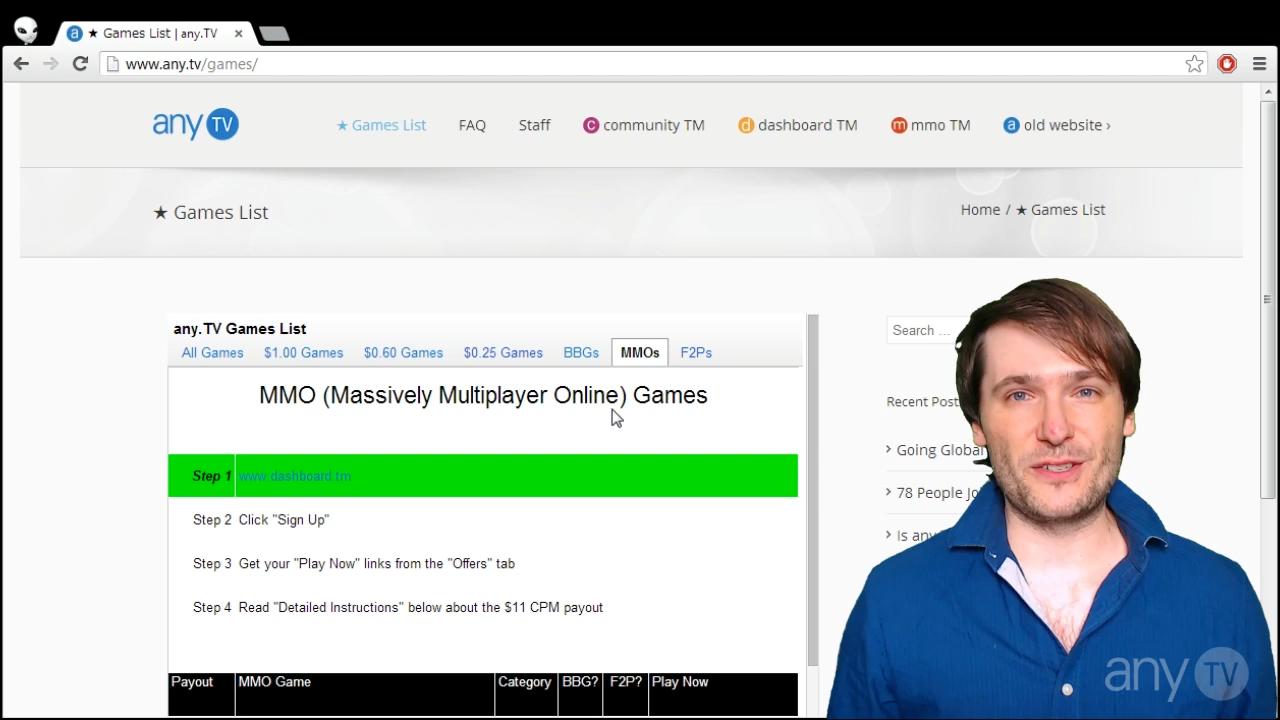 ★ Games List | any.TV
www.any.tv/games/
any TV
★ Games List
FAQ
Staff
c community TM
d dashboard TM
m mmo TM
a old website ›
★ Games List
Home / ★ Games List
any.TV Games List
All Games $1.00 Games $0.60 Games $0.25 Games BBGs MMOs F2Ps
Search ...
MMO (Massively Multiplayer Online) Games
Recent Post
Step 1 www.dashboard.tm
Going Global
Step 2 Click "Sign Up"
78 People Jo
Step 3 Get your "Play Now" links from the "Offers" tab
Is any
Step 4 Read "Detailed Instructions" below about the $11 CPM payout
Payout MMO Game Category BBG? F2P? Play Now
any TV